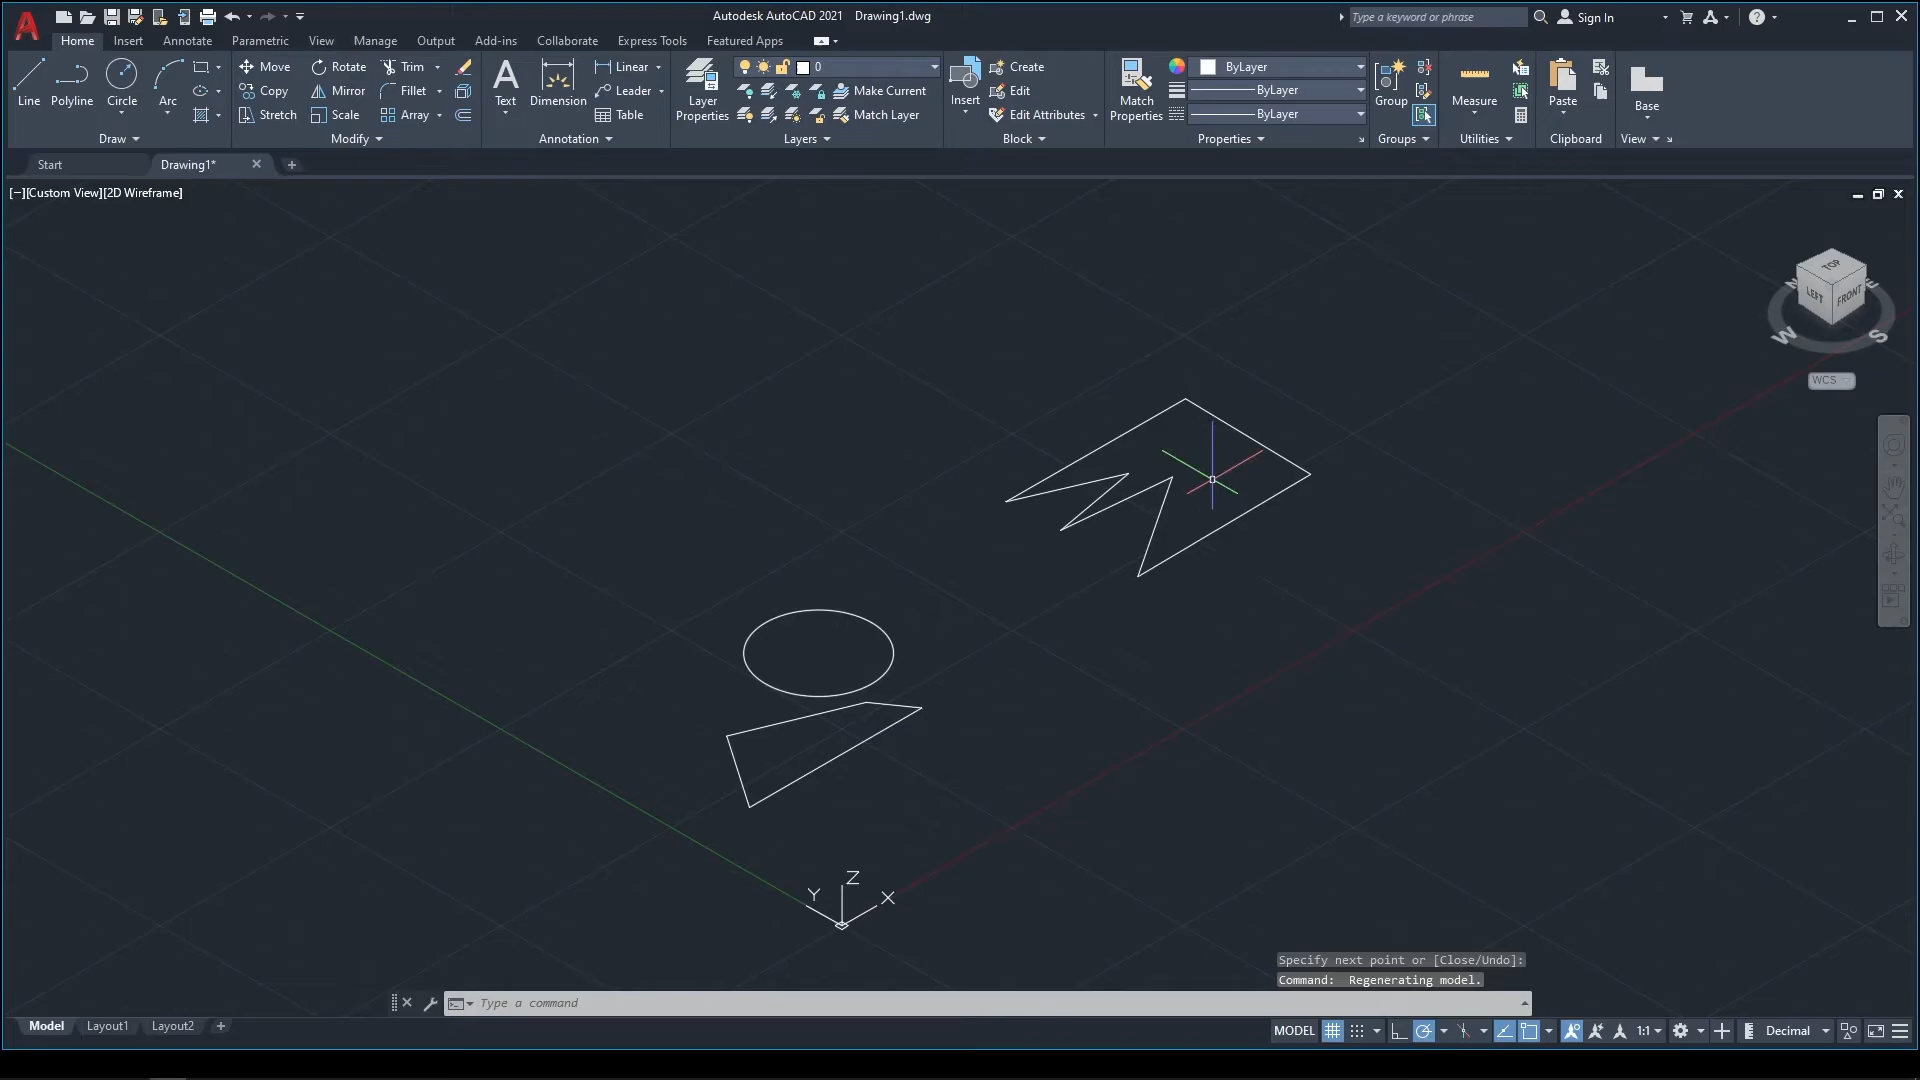 Autodesk AutoCAD 2021 Drawing1.dwg
Type a keyword or phrase
Sign In
Home Insert Annotate Parametric View Manage Output Add-ins Collaborate Express Tools Featured Apps
Line Polyline Circle Arc
Move Rotate Trim
Copy Mirror Fillet
Stretch Scale Array
Text Dimension
Linear
Leader
Table
Layer Properties
0
Make Current
Match Layer
Insert
Create
Edit
Edit Attributes
Match Properties
ByLayer
ByLayer
ByLayer
Group
Measure
Paste
Base
Draw Modify Annotation Layers Block Properties Groups Utilities Clipboard View
Start Drawing1*
[−][Custom View][2D Wireframe]
TOP
LEFT FRONT
N E
W S
WCS
Z
Y X
Specify next point or [Close/Undo]:
Command: Regenerating model.
Type a command
Model Layout1 Layout2
MODEL 1:1 Decimal